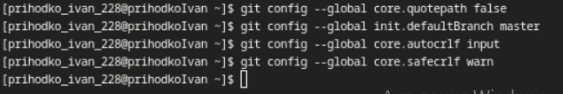 [prihodko_ivan_228@prihodkoIvan ~]$ git config --global core.quotepath false
[prihodko_ivan_228@prihodkoIvan ~]$ git config --global init.defaultBranch master
[prihodko_ivan_228@prihodkoIvan ~]$ git config --global core.autocrlf input
[prihodko_ivan_228@prihodkoIvan ~]$ git config --global core.safecrlf warn
[prihodko_ivan_228@prihodkoIvan ~]$